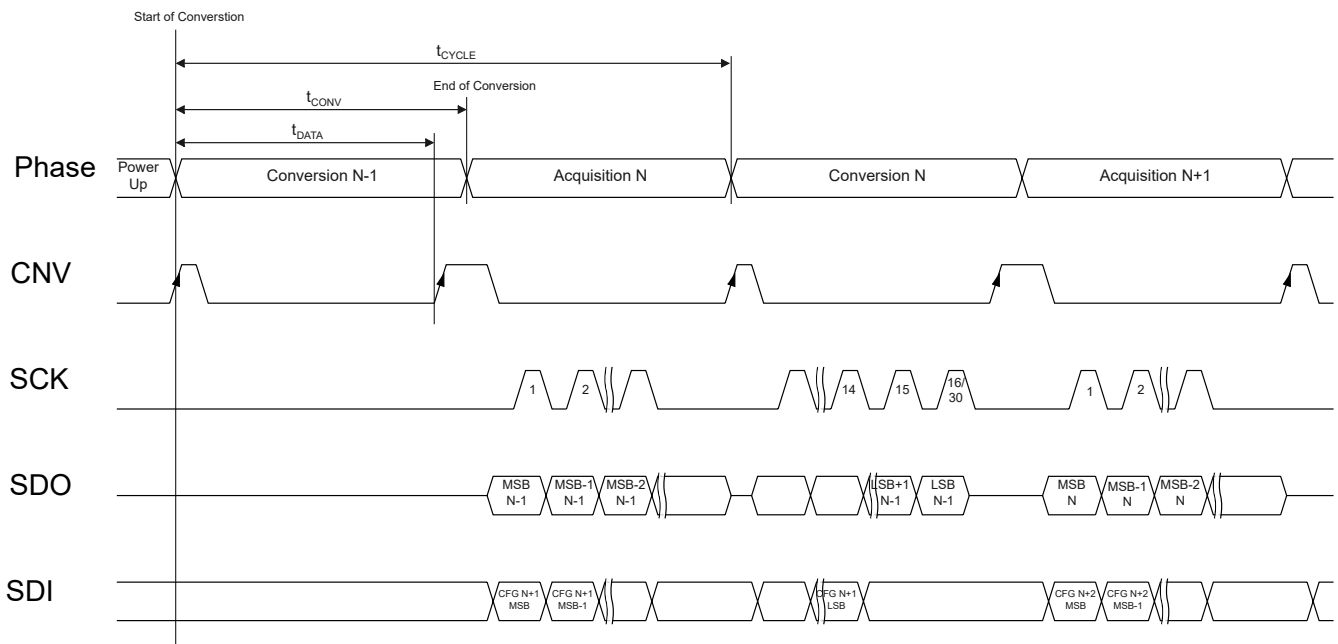 Start of Converstion
t_CYCLE
End of Conversion
t_CONV
t_DATA
Phase
Power
Up
Conversion N-1
Acquisition N
Conversion N
Acquisition N+1
CNV
SCK
1
2
14
15
16/
30
1
2
SDO
MSB
N-1
MSB-1
N-1
MSB-2
N-1
LSB+1
N-1
LSB
N-1
MSB
N
MSB-1
N
MSB-2
N
SDI
CFG N+1
MSB
CFG N+1
MSB-1
CFG N+1
LSB
CFG N+2
MSB
CFG N+2
MSB-1